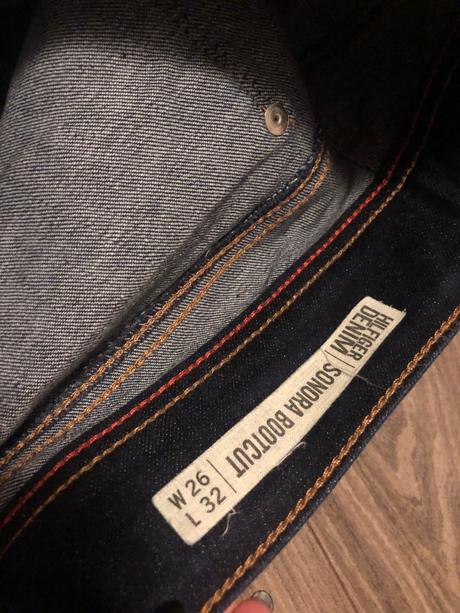 HILFIGER
DENIM
SONORA BOOTCUT
W 26
L 32